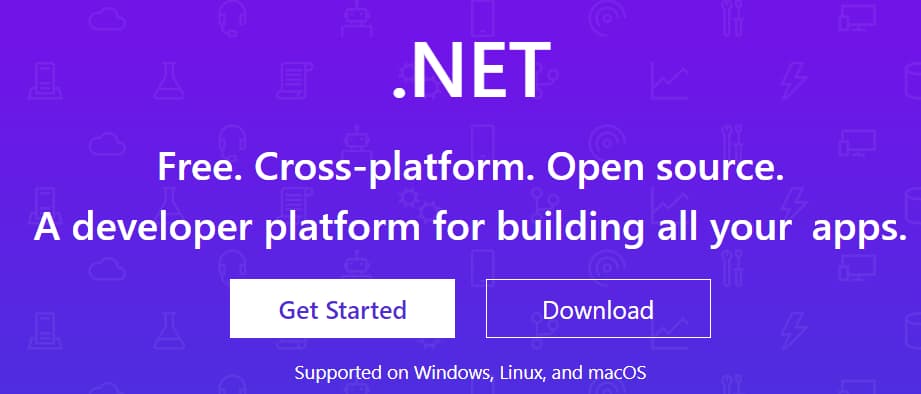 .NET
Free. Cross-platform. Open source.
A developer platform for building all your apps.
Get Started
Download
Supported on Windows, Linux, and macOS